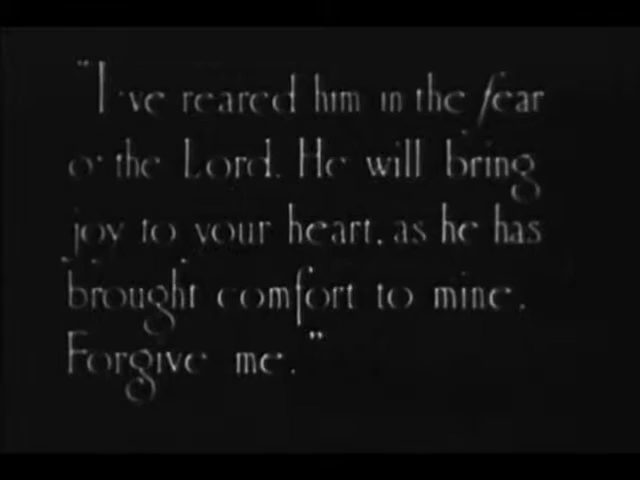 "I've reared him in the fear
o' the Lord. He will bring
joy to your heart, as he has
brought comfort to mine.
Forgive me."